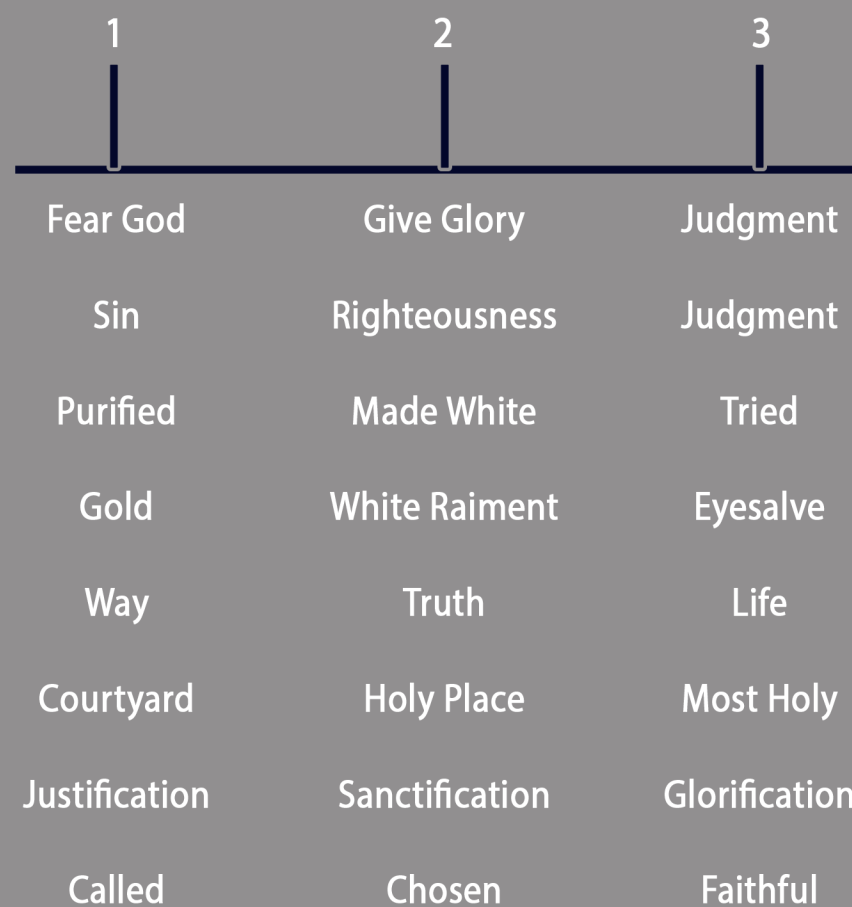 1 2 3
Fear God Give Glory Judgment
Sin Righteousness Judgment
Purified Made White Tried
Gold White Raiment Eyesalve
Way Truth Life
Courtyard Holy Place Most Holy
Justification Sanctification Glorification
Called Chosen Faithful